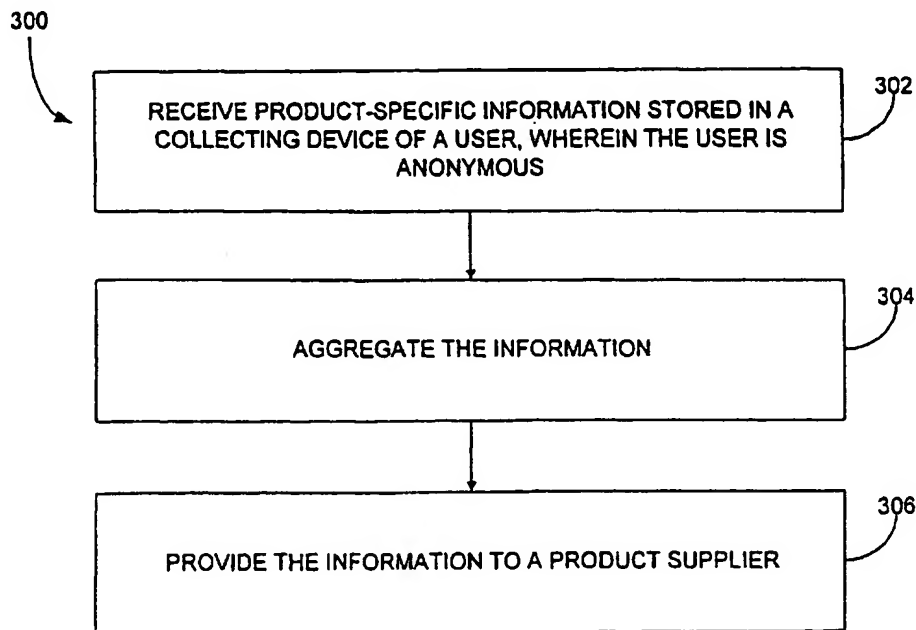 300
302
RECEIVE PRODUCT-SPECIFIC INFORMATION STORED IN A
COLLECTING DEVICE OF A USER, WHEREIN THE USER IS
ANONYMOUS
304
AGGREGATE THE INFORMATION
306
PROVIDE THE INFORMATION TO A PRODUCT SUPPLIER